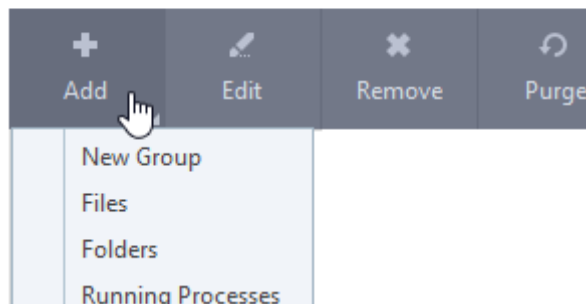 Add Edit Remove Purge
New Group
Files
Folders
Running Processes